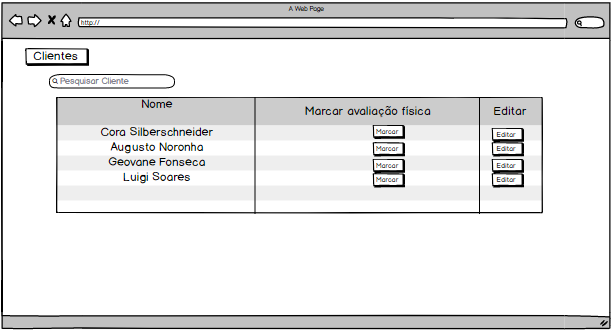 A Web Page
http://
Clientes
Pesquisar Cliente
Nome Marcar avaliação física Editar
Cora Silberschneider Marcar Editar
Augusto Noronha Marcar Editar
Geovane Fonseca Marcar Editar
Luigi Soares Marcar Editar